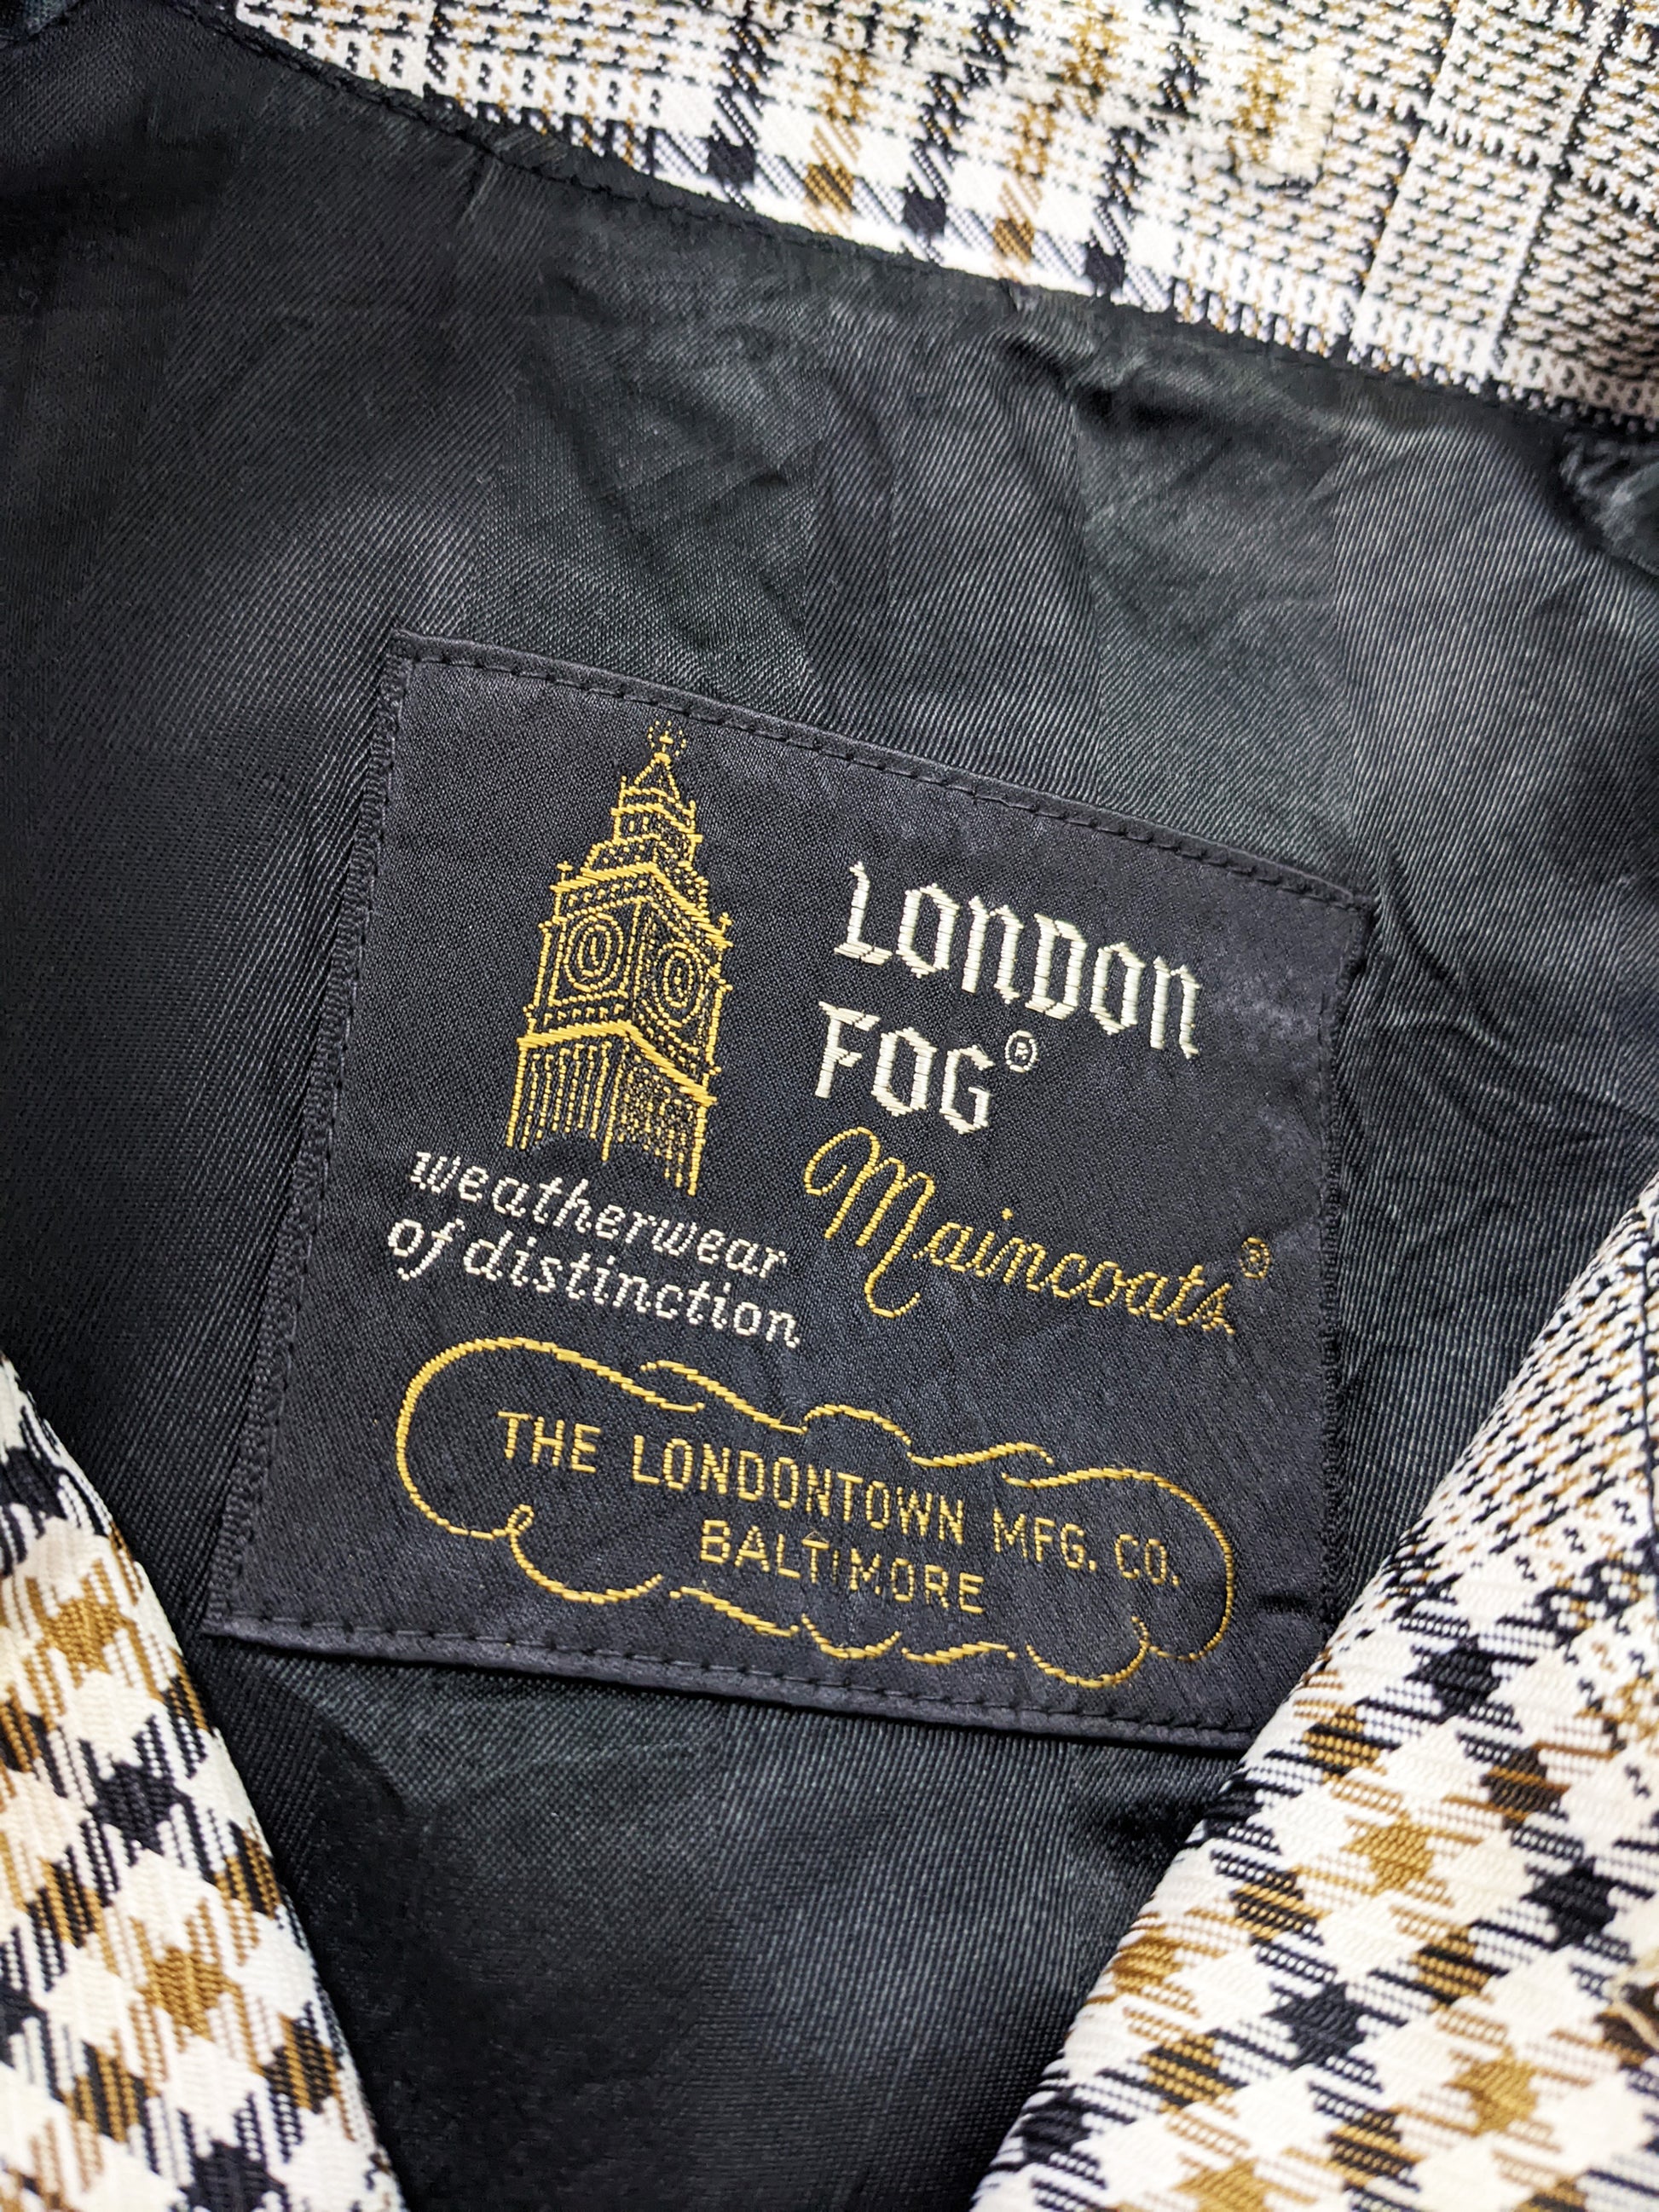 LONDON
FOG®
Maincoats®
weatherwear
of distinction
THE LONDONTOWN MFG. CO.
BALTIMORE